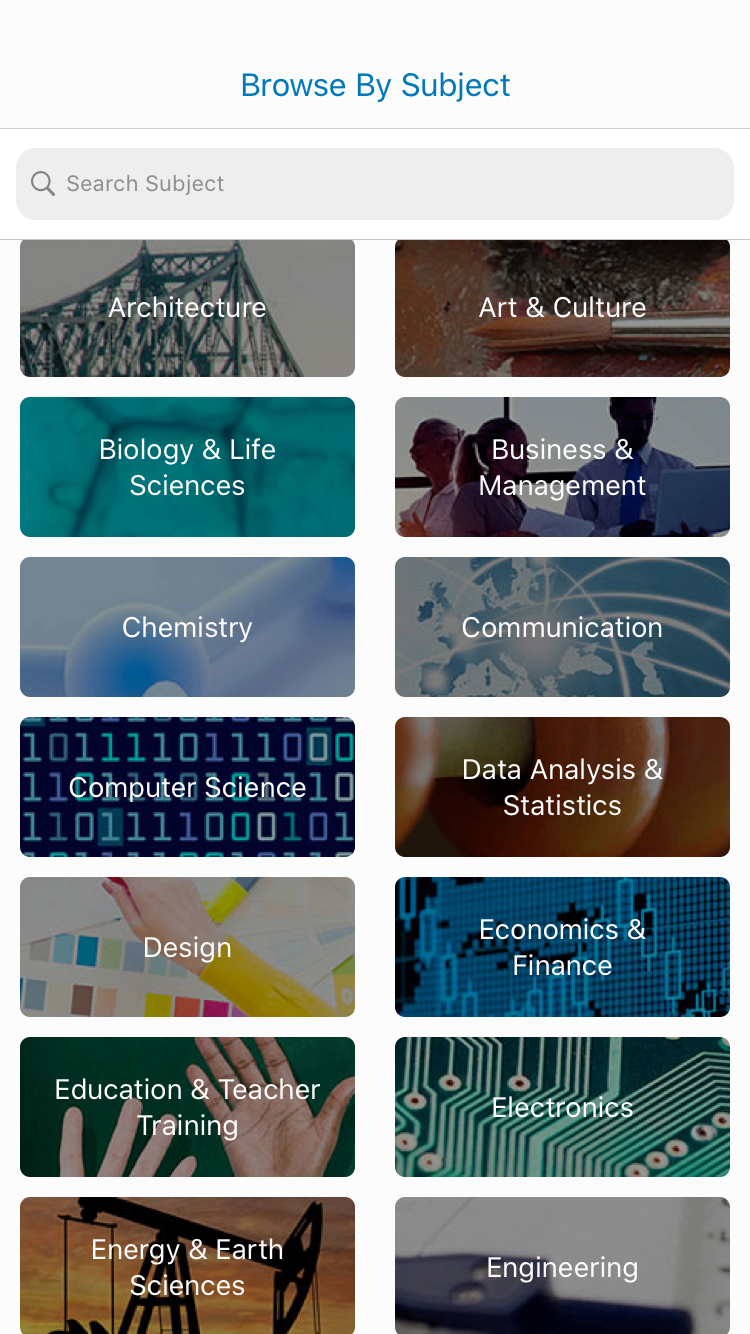 Browse By Subject
Search Subject
Architecture
Art & Culture
Biology & Life
Sciences
Business &
Management
Chemistry
Communication
Computer Science
Data Analysis &
Statistics
Design
Economics &
Finance
Education & Teacher
Training
Electronics
Energy & Earth
Sciences
Engineering